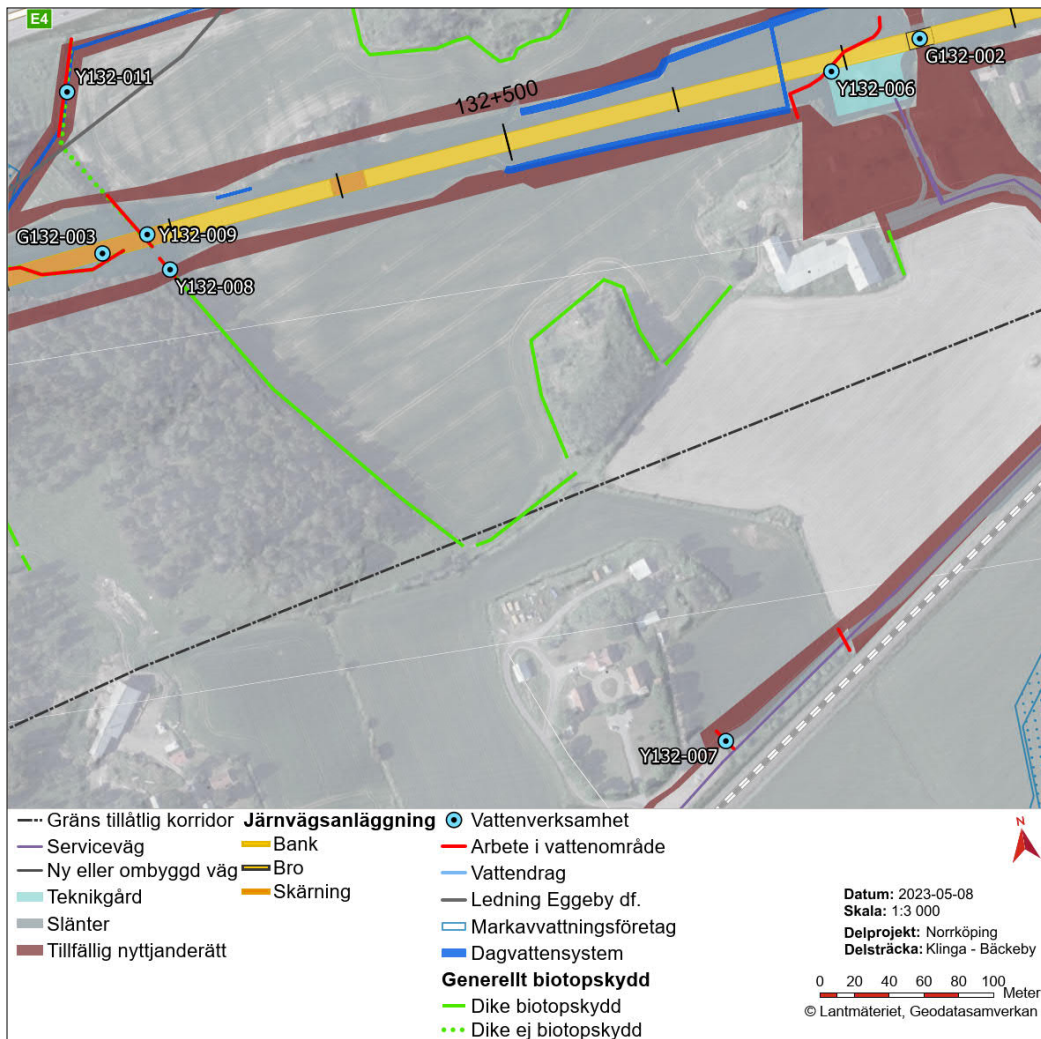 E4
Y132-011
G132-002
132+500
Y132-006
G132-003
Y132-009
Y132-008
Y132-007
Gräns tillåtlig korridor
Serviceväg
Ny eller ombyggd väg
Teknikgård
Slänter
Tillfällig nyttjanderätt
Järnvägsanläggning
Bank
Bro
Skärning
Vattenverksamhet
Arbete i vattenområde
Vattendrag
Ledning Eggeby df.
Markavvattningsföretag
Dagvattensystem
Generellt biotopskydd
Dike biotopskydd
Dike ej biotopskydd
N
Datum: 2023-05-08
Skala: 1:3 000
Delprojekt: Norrköping
Delsträcka: Klinga - Bäckeby
0 20 40 60 80 100
Meter
© Lantmäteriet, Geodatasamverkan